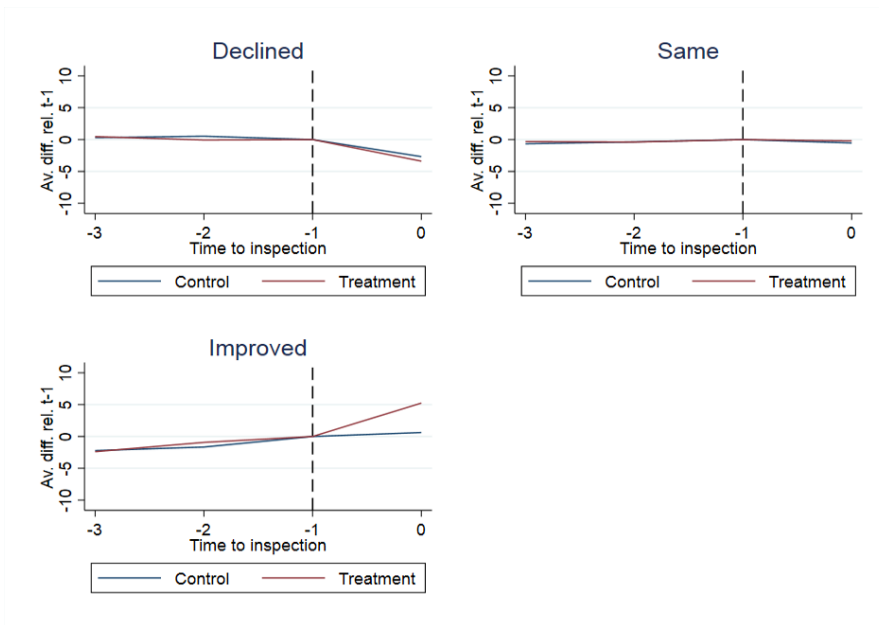 Declined
Av. diff. rel. t-1
10
5
0
-5
-10
-3 -2 -1 0
Time to inspection
Control Treatment
Same
Av. diff. rel. t-1
10
5
0
-5
-10
-3 -2 -1 0
Time to inspection
Control Treatment
Improved
Av. diff. rel. t-1
10
5
0
-5
-10
-3 -2 -1 0
Time to inspection
Control Treatment